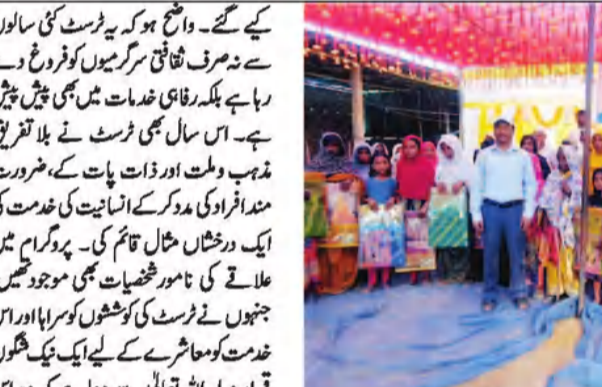 کیے گئے۔ واضح ہو کہ یہ ٹرسٹ کئی سالوں
سے نہ صرف ثقافتی سرگرمیوں کو فروغ دے
رہا ہے بلکہ رفاہی خدمات میں بھی پیش پیش
ہے۔ اس سال بھی ٹرسٹ نے بلا تفریق
مذہب و ملت اور ذات پات کے، ضرورت
مند افراد کی مدد کر کے انسانیت کی خدمت کی
ایک درخشاں مثال قائم کی۔ پروگرام میں
علاقے کی نامور شخصیات بھی موجود تھیں
جنہوں نے ٹرسٹ کی کوششوں کو سراہا اور اس
خدمت کو معاشرے کے لیے ایک نیک شگون